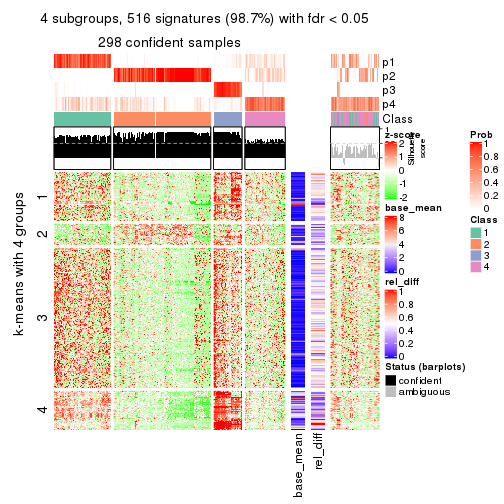 4 subgroups, 516 signatures (98.7%) with fdr < 0.05
298 confident samples
p1
p2
p3
p4
Class
1
Silhouette
score
k-means with 4 groups
1
2
3
4
base_mean
rel_diff
z-score
2
1
0
-1
-2
base_mean
8
6
4
2
0
rel_diff
1
0.8
0.6
0.4
0.2
0
Status (barplots)
confident
ambiguous
Prob
1
0.8
0.6
0.4
0.2
0
Class
1
2
3
4